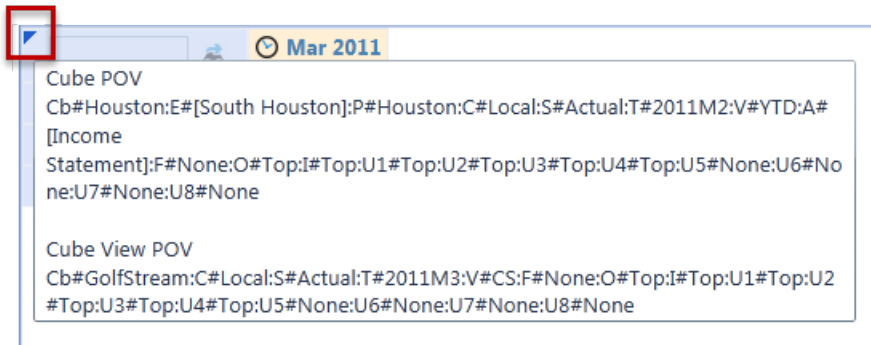 Mar 2011
Cube POV
Cb#Houston:E#[South Houston]:P#Houston:C#Local:S#Actual:T#2011M2:V#YTD:A#
[Income
Statement]:F#None:O#Top:I#Top:U1#Top:U2#Top:U3#Top:U4#Top:U5#None:U6#No
ne:U7#None:U8#None
Cube View POV
Cb#GolfStream:C#Local:S#Actual:T#2011M3:V#CS:F#None:O#Top:I#Top:U1#Top:U2
#Top:U3#Top:U4#Top:U5#None:U6#None:U7#None:U8#None